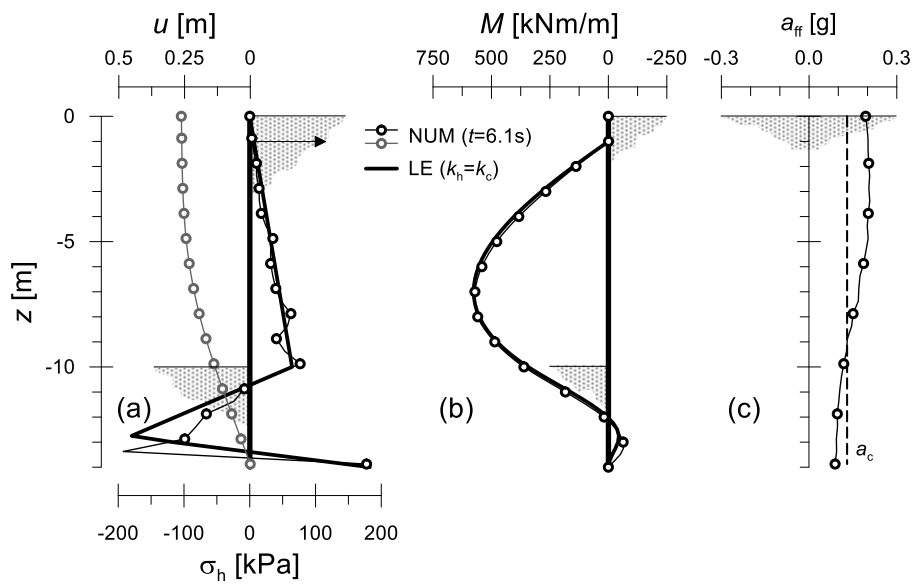 u [m]
M [kNm/m]
a_ff [g]
0.5 0.25 0
750 500 250 0 -250
-0.3 0.0 0.3
0
NUM (t=6.1s)
LE (k_h=k_c)
-5
z [m]
-10
(a)
(b)
(c)
a_c
-200 -100 0 100 200
σ_h [kPa]